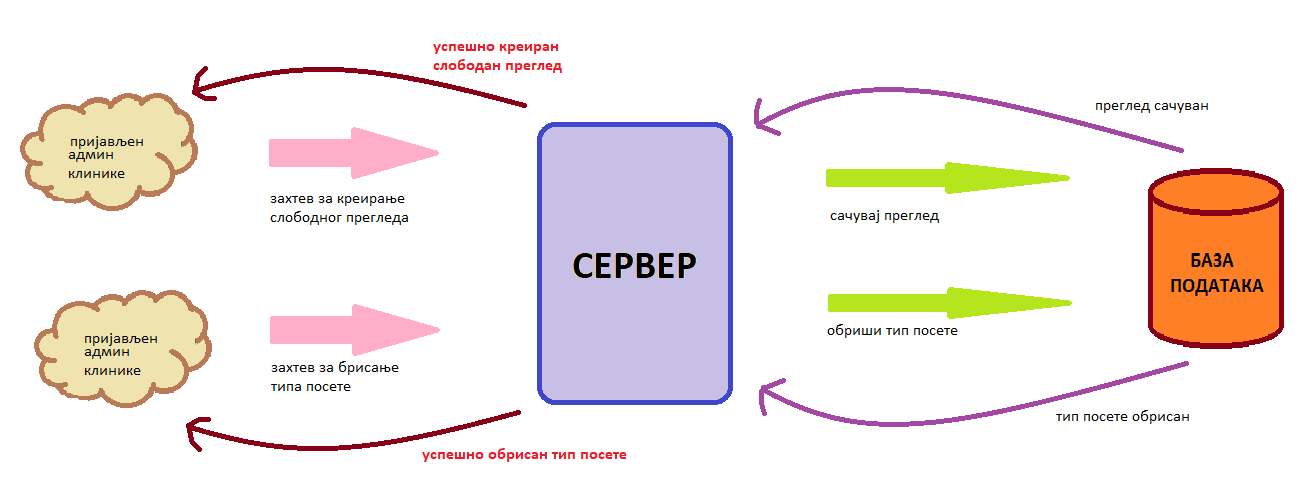 успешно креиран
слободан преглед
пријављен
админ
клинике
захтев за креирање
слободног прегледа
СЕРВЕР
преглед сачуван
сачувај преглед
БАЗА
ПОДАТАКА
пријављен
админ
клинике
захтев за брисање
типа посете
обриши тип посете
тип посете обрисан
успешно обрисан тип посете